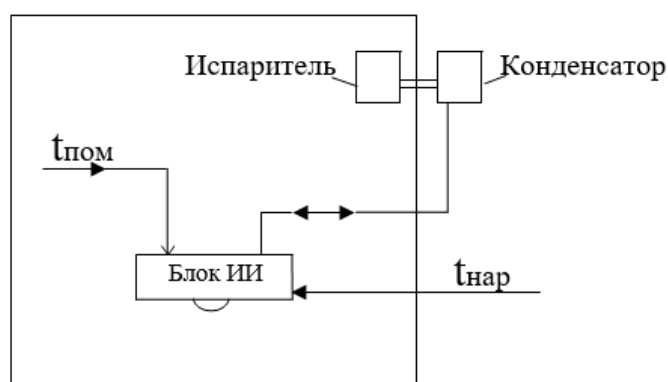 Испаритель
Конденсатор
tпом
Блок ИИ
tнар